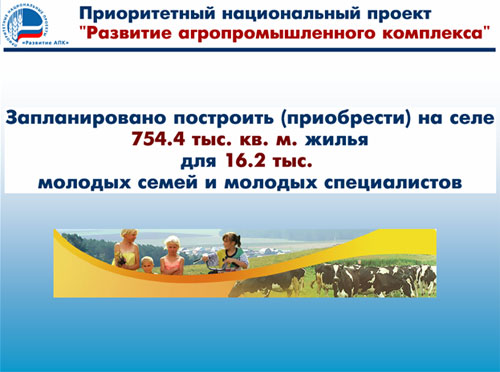 Приоритетный национальный проект
"Развитие агропромышленного комплекса"
«Развитие АПК»
Запланировано построить (приобрести) на селе
754.4 тыс. кв. м. жилья
для 16.2 тыс.
молодых семей и молодых специалистов